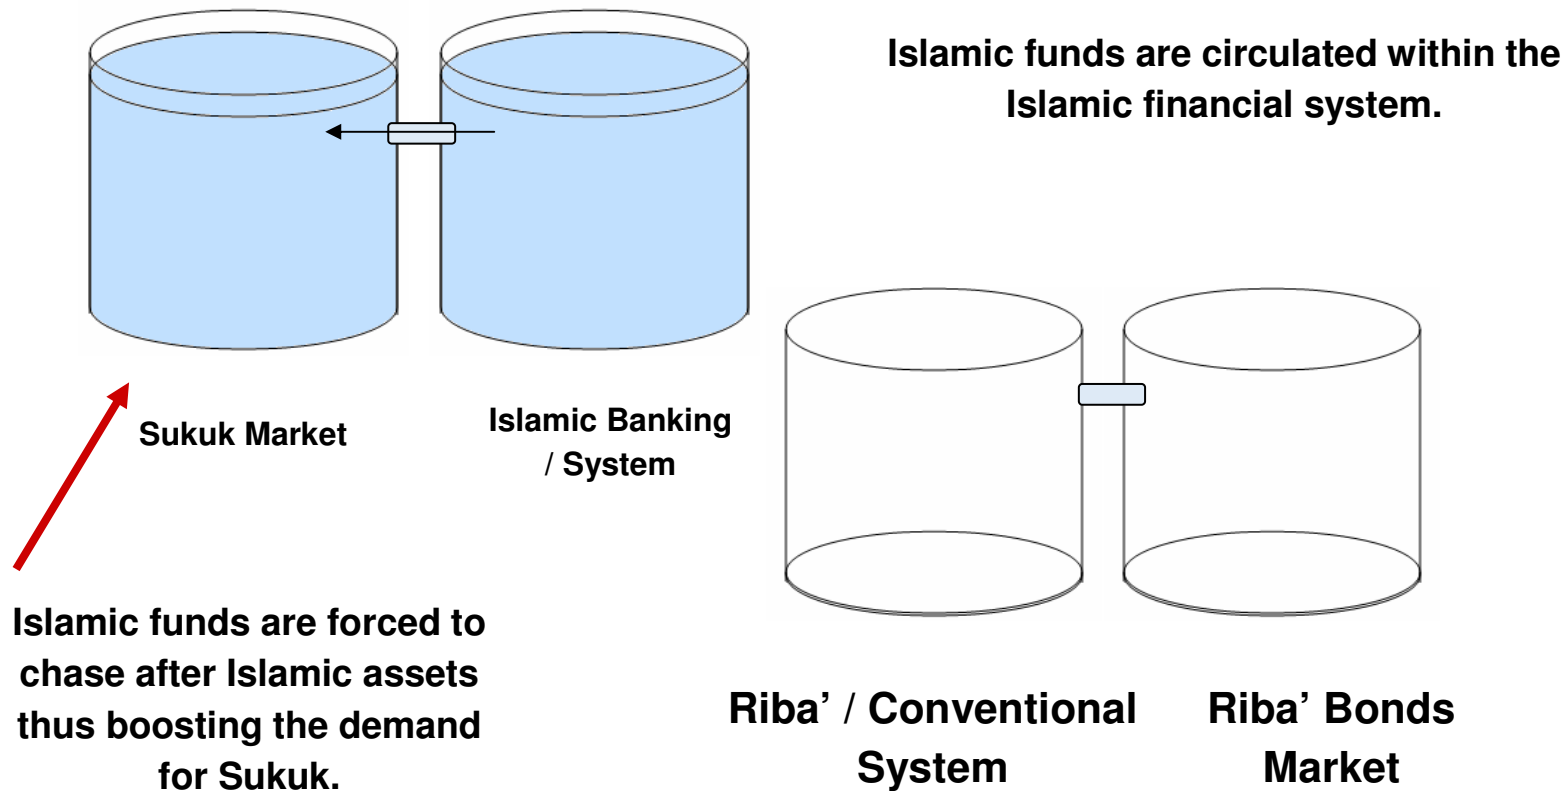 Islamic funds are circulated within the
Islamic financial system.
Sukuk Market
Islamic Banking
/ System
Islamic funds are forced to
chase after Islamic assets
thus boosting the demand
for Sukuk.
Riba’ / Conventional
System
Riba’ Bonds
Market